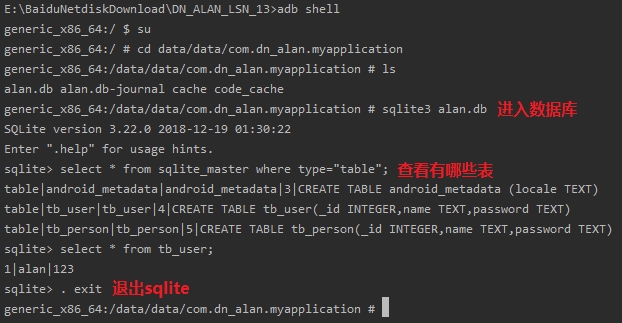 E:\BaiduNetdiskDownload\DN_ALAN_LSN_13>adb shell
generic_x86_64:/ $ su
generic_x86_64:/ # cd data/data/com.dn_alan.myapplication
generic_x86_64:/data/data/com.dn_alan.myapplication # ls
alan.db alan.db-journal cache code_cache
generic_x86_64:/data/data/com.dn_alan.myapplication # sqlite3 alan.db 进入数据库
SQLite version 3.22.0 2018-12-19 01:30:22
Enter ".help" for usage hints.
sqlite> select * from sqlite_master where type="table"; 查看有哪些表
table|android_metadata|android_metadata|3|CREATE TABLE android_metadata (locale TEXT)
table|tb_user|tb_user|4|CREATE TABLE tb_user(_id INTEGER,name TEXT,password TEXT)
table|tb_person|tb_person|5|CREATE TABLE tb_person(_id INTEGER,name TEXT,password TEXT)
sqlite> select * from tb_user;
1|alan|123
sqlite> . exit 退出sqlite
generic_x86_64:/data/data/com.dn_alan.myapplication #